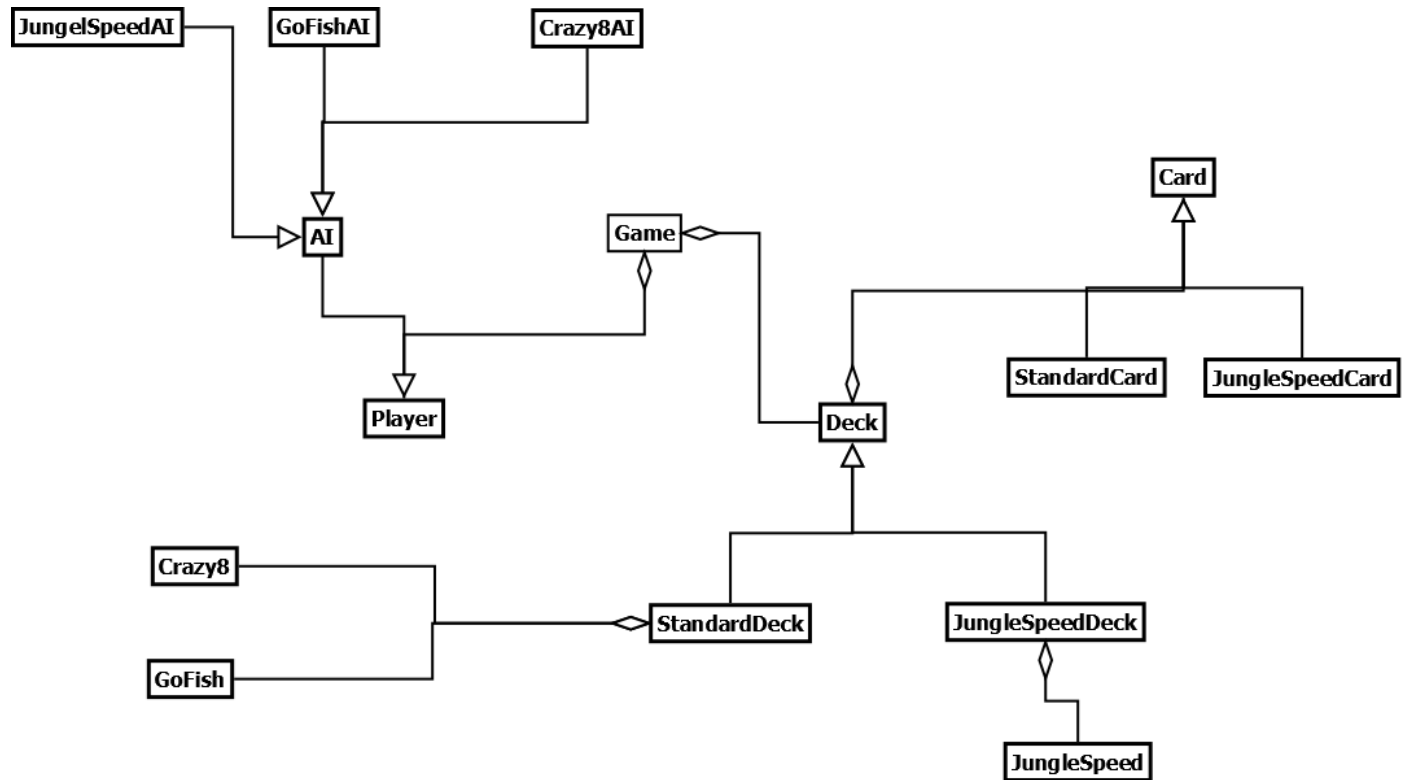 JungelSpeedAI
GoFishAI
Crazy8AI
Card
AI
Game
StandardCard
JungleSpeedCard
Player
Deck
Crazy8
StandardDeck
JungleSpeedDeck
GoFish
JungleSpeed